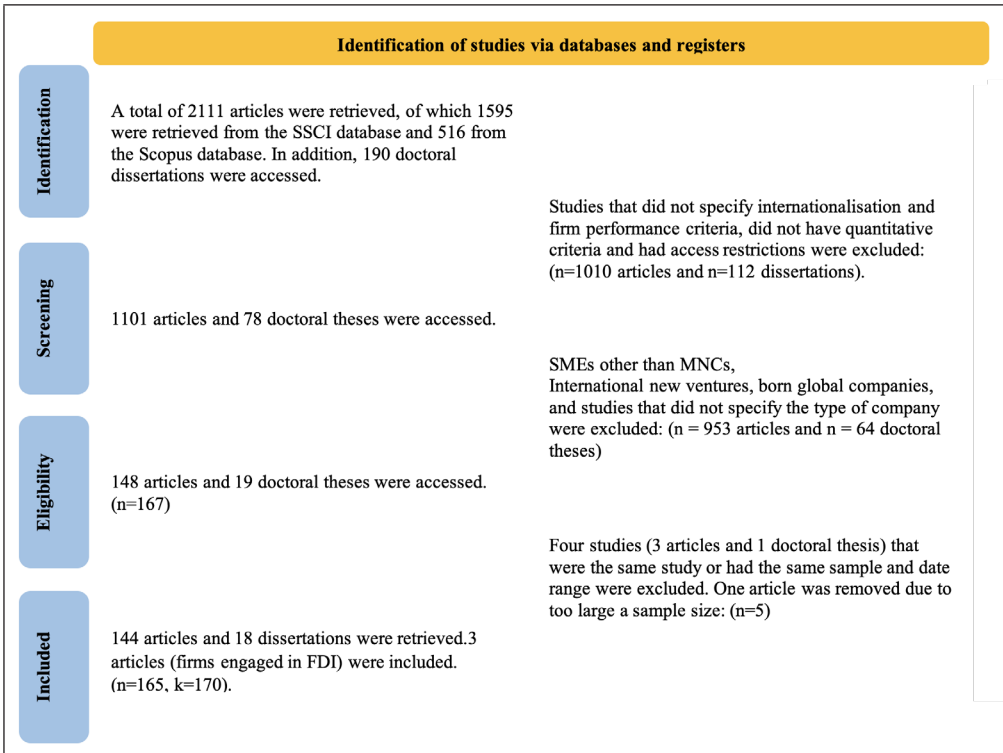 Identification of studies via databases and registers
Identification
A total of 2111 articles were retrieved, of which 1595
were retrieved from the SSCI database and 516 from
the Scopus database. In addition, 190 doctoral
dissertations were accessed.
Studies that did not specify internationalisation and
firm performance criteria, did not have quantitative
criteria and had access restrictions were excluded:
(n=1010 articles and n=112 dissertations).
Screening
1101 articles and 78 doctoral theses were accessed.
SMEs other than MNCs,
International new ventures, born global companies,
and studies that did not specify the type of company
were excluded: (n = 953 articles and n = 64 doctoral
theses)
Eligibility
148 articles and 19 doctoral theses were accessed.
(n=167)
Four studies (3 articles and 1 doctoral thesis) that
were the same study or had the same sample and date
range were excluded. One article was removed due to
too large a sample size: (n=5)
Included
144 articles and 18 dissertations were retrieved.3
articles (firms engaged in FDI) were included.
(n=165, k=170).